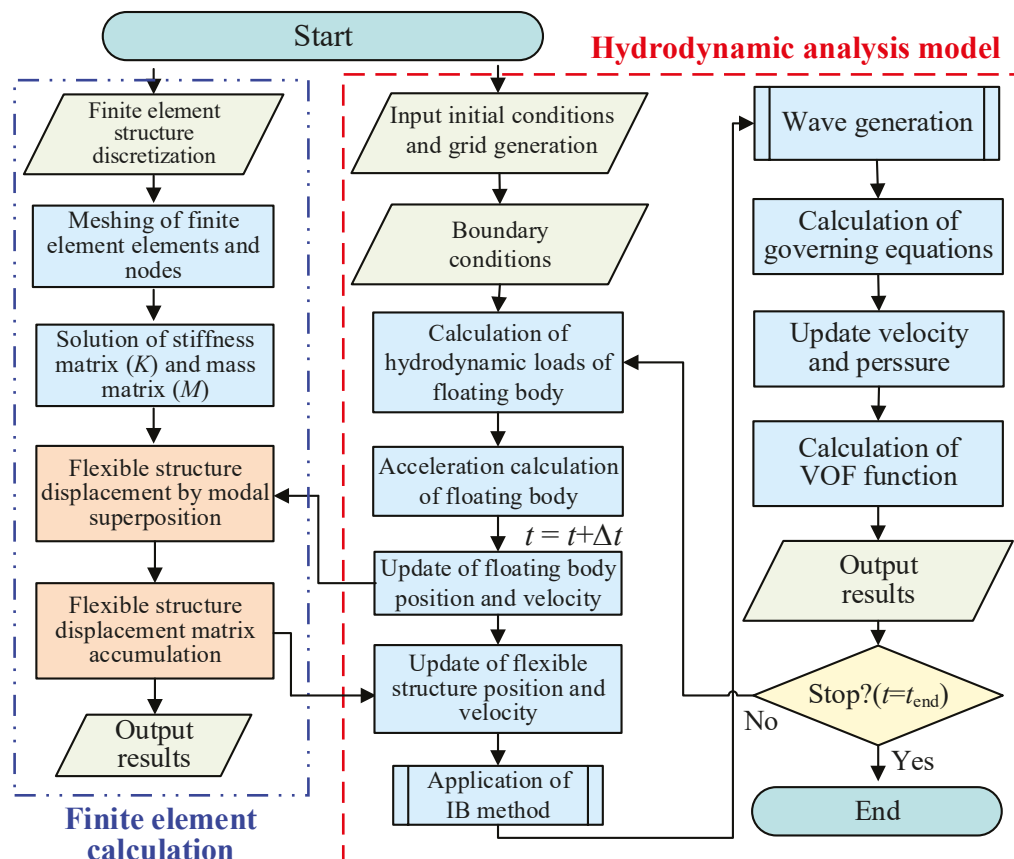 Start
Hydrodynamic analysis model
Finite element
structure
discretization
Meshing of finite
element elements and
nodes
Solution of stiffness
matrix (K) and mass
matrix (M)
Flexible structure
displacement by modal
superposition
Flexible structure
displacement matrix
accumulation
Output
results
Finite element
calculation
Input initial conditions
and grid generation
Boundary
conditions
Calculation of
hydrodynamic loads of
floating body
Acceleration calculation
of floating body
t = t+Δt
Update of floating body
position and velocity
Update of flexible
structure position and
velocity
Application of
IB method
Wave generation
Calculation of
governing equations
Update velocity
and perssure
Calculation of
VOF function
Output
results
Stop?(t=tend)
No
Yes
End